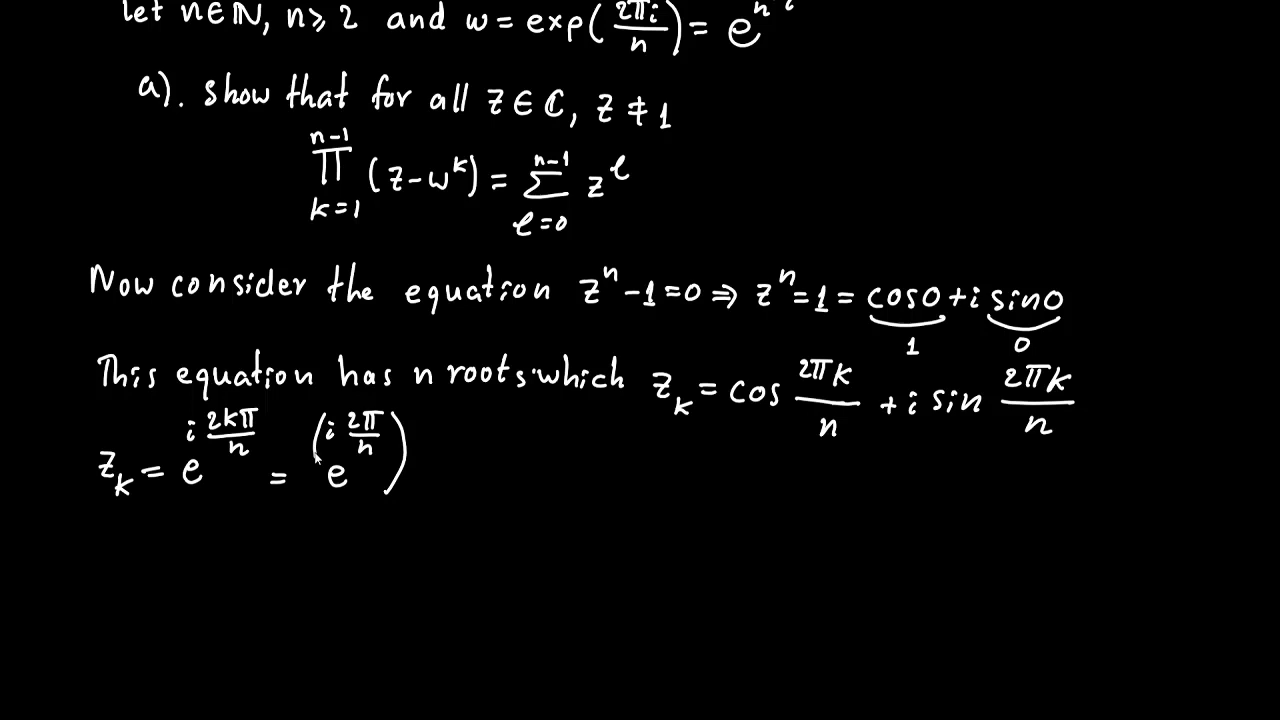 let n∈ℕ, n⩾2 and w = exp(2πi/n) = e
a). show that for all z∈ℂ, z ≠ 1
∏_{k=1}^{n-1} (z-w^k) = ∑_{ℓ=0}^{n-1} z^ℓ
Now consider the equation z^n -1=0 ⇒ z^n =1= cos0 + i sin0
1 0
This equation has n roots.which z_k = cos 2πk/n + i sin 2πk/n
z_k = e^{i 2kπ/n} = (e^{i 2π/n})